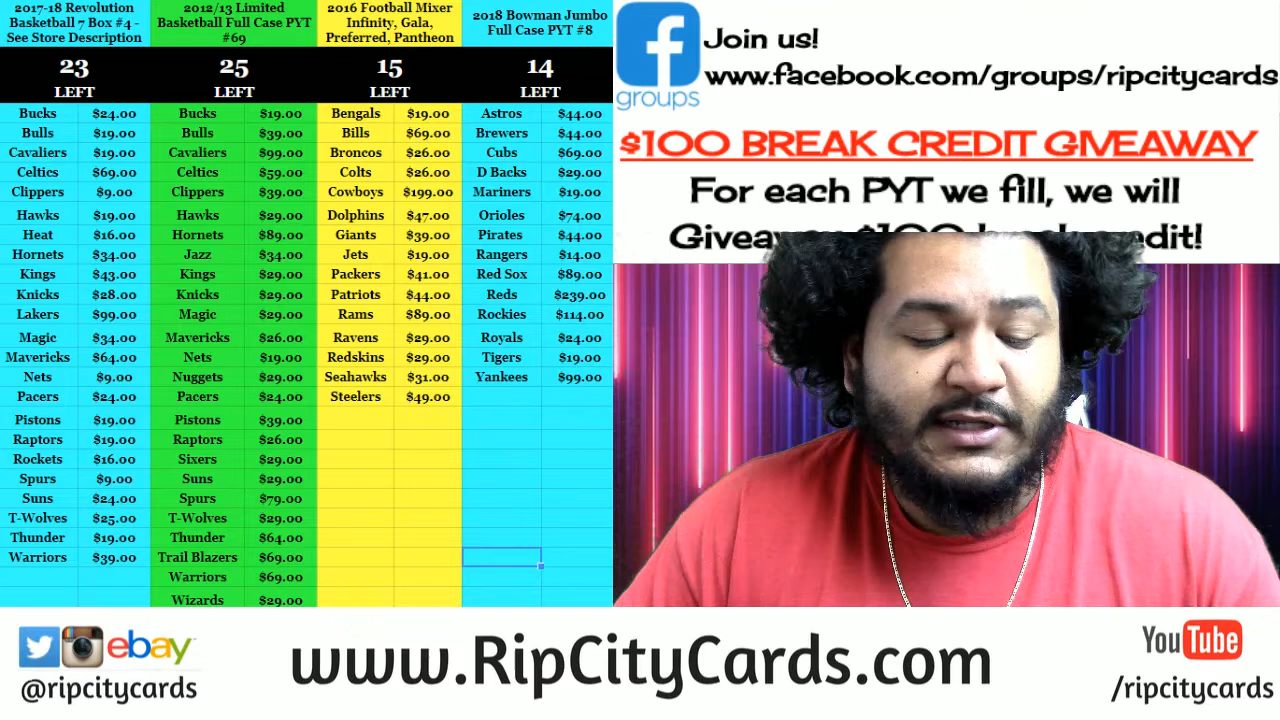 2017-18 Revolution
Basketball 7 Box #4 -
See Store Description
23
LEFT
Bucks $24.00
Bulls $19.00
Cavaliers $19.00
Celtics $69.00
Clippers $9.00
Hawks $19.00
Heat $16.00
Hornets $34.00
Kings $43.00
Knicks $28.00
Lakers $99.00
Magic $34.00
Mavericks $64.00
Nets $9.00
Pacers $24.00
Pistons $19.00
Raptors $19.00
Rockets $16.00
Spurs $9.00
Suns $24.00
T-Wolves $25.00
Thunder $19.00
Warriors $39.00
2012/13 Limited
Basketball Full Case PYT
#69
25
LEFT
Bucks $19.00
Bulls $39.00
Cavaliers $99.00
Celtics $59.00
Clippers $39.00
Hawks $29.00
Hornets $89.00
Jazz $34.00
Kings $29.00
Knicks $29.00
Magic $29.00
Mavericks $26.00
Nets $19.00
Nuggets $29.00
Pacers $24.00
Pistons $39.00
Raptors $26.00
Sixers $29.00
Suns $29.00
Spurs $79.00
T-Wolves $29.00
Thunder $64.00
Trail Blazers $69.00
Warriors $69.00
Wizards $29.00
2016 Football Mixer
Infinity, Gala,
Preferred, Pantheon
15
LEFT
Bengals $19.00
Bills $69.00
Broncos $26.00
Colts $26.00
Cowboys $199.00
Dolphins $47.00
Giants $39.00
Jets $19.00
Packers $41.00
Patriots $44.00
Rams $89.00
Ravens $29.00
Redskins $29.00
Seahawks $31.00
Steelers $49.00
2018 Bowman Jumbo
Full Case PYT #8
14
LEFT
Astros $44.00
Brewers $44.00
Cubs $69.00
D Backs $29.00
Mariners $19.00
Orioles $74.00
Pirates $44.00
Rangers $14.00
Red Sox $89.00
Reds $239.00
Rockies $114.00
Royals $24.00
Tigers $19.00
Yankees $99.00
f
groups
Join us!
www.facebook.com/groups/ripcitycards
$100 BREAK CREDIT GIVEAWAY
For each PYT we fill, we will
Giveaway $100 break credit!
ebay
@ripcitycards
www.RipCityCards.com
YouTube
/ripcitycards